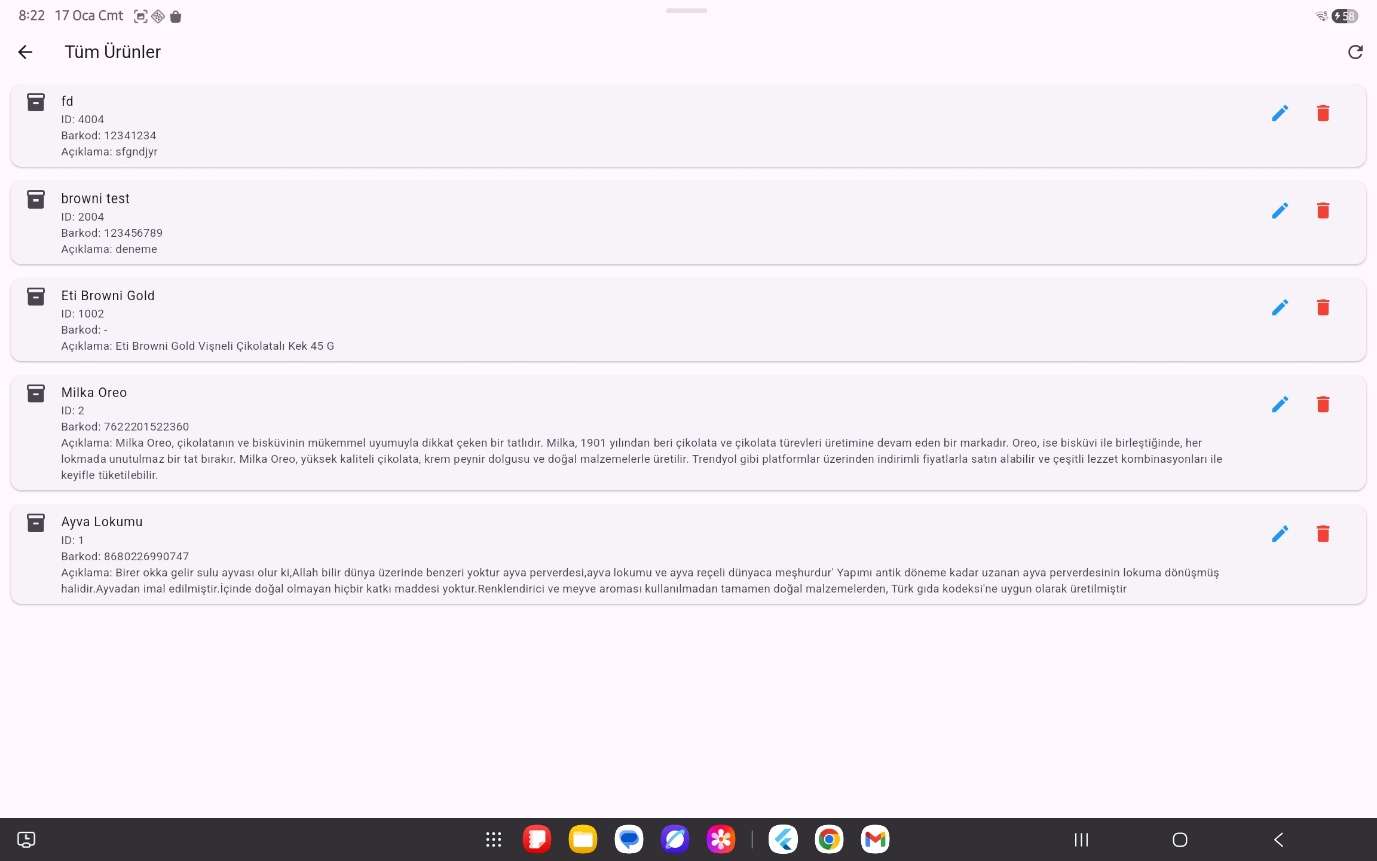 8:22 17 Oca Cmt
58
Tüm Ürünler
fd
ID: 4004
Barkod: 12341234
Açıklama: sfgndjyr
browni test
ID: 2004
Barkod: 123456789
Açıklama: deneme
Eti Browni Gold
ID: 1002
Barkod: -
Açıklama: Eti Browni Gold Vişneli Çikolatalı Kek 45 G
Milka Oreo
ID: 2
Barkod: 7622201522360
Açıklama: Milka Oreo, çikolatanın ve bisküvinin mükemmel uyumuyla dikkat çeken bir tatlıdır. Milka, 1901 yılından beri çikolata ve çikolata türevleri üretimine devam eden bir markadır. Oreo, ise bisküvi ile birleştiğinde, her
lokmada unutulmaz bir tat bırakır. Milka Oreo, yüksek kaliteli çikolata, krem peynir dolgusu ve doğal malzemelerle üretilir. Trendyol gibi platformlar üzerinden indirimli fiyatlarla satın alabilir ve çeşitli lezzet kombinasyonları ile
keyifle tüketilebilir.
Ayva Lokumu
ID: 1
Barkod: 8680226990747
Açıklama: Birer okka gelir sulu ayvası olur ki,Allah bilir dünya üzerinde benzeri yoktur ayva perverdesi,ayva lokumu ve ayva reçeli dünyaca meşhurdur' Yapımı antik döneme kadar uzanan ayva perverdesinin lokuma dönüşmüş
halidir.Ayvadan imal edilmiştir.İçinde doğal olmayan hiçbir katkı maddesi yoktur.Renklendirici ve meyve aroması kullanılmadan tamamen doğal malzemelerden, Türk gıda kodeksi'ne uygun olarak üretilmiştir